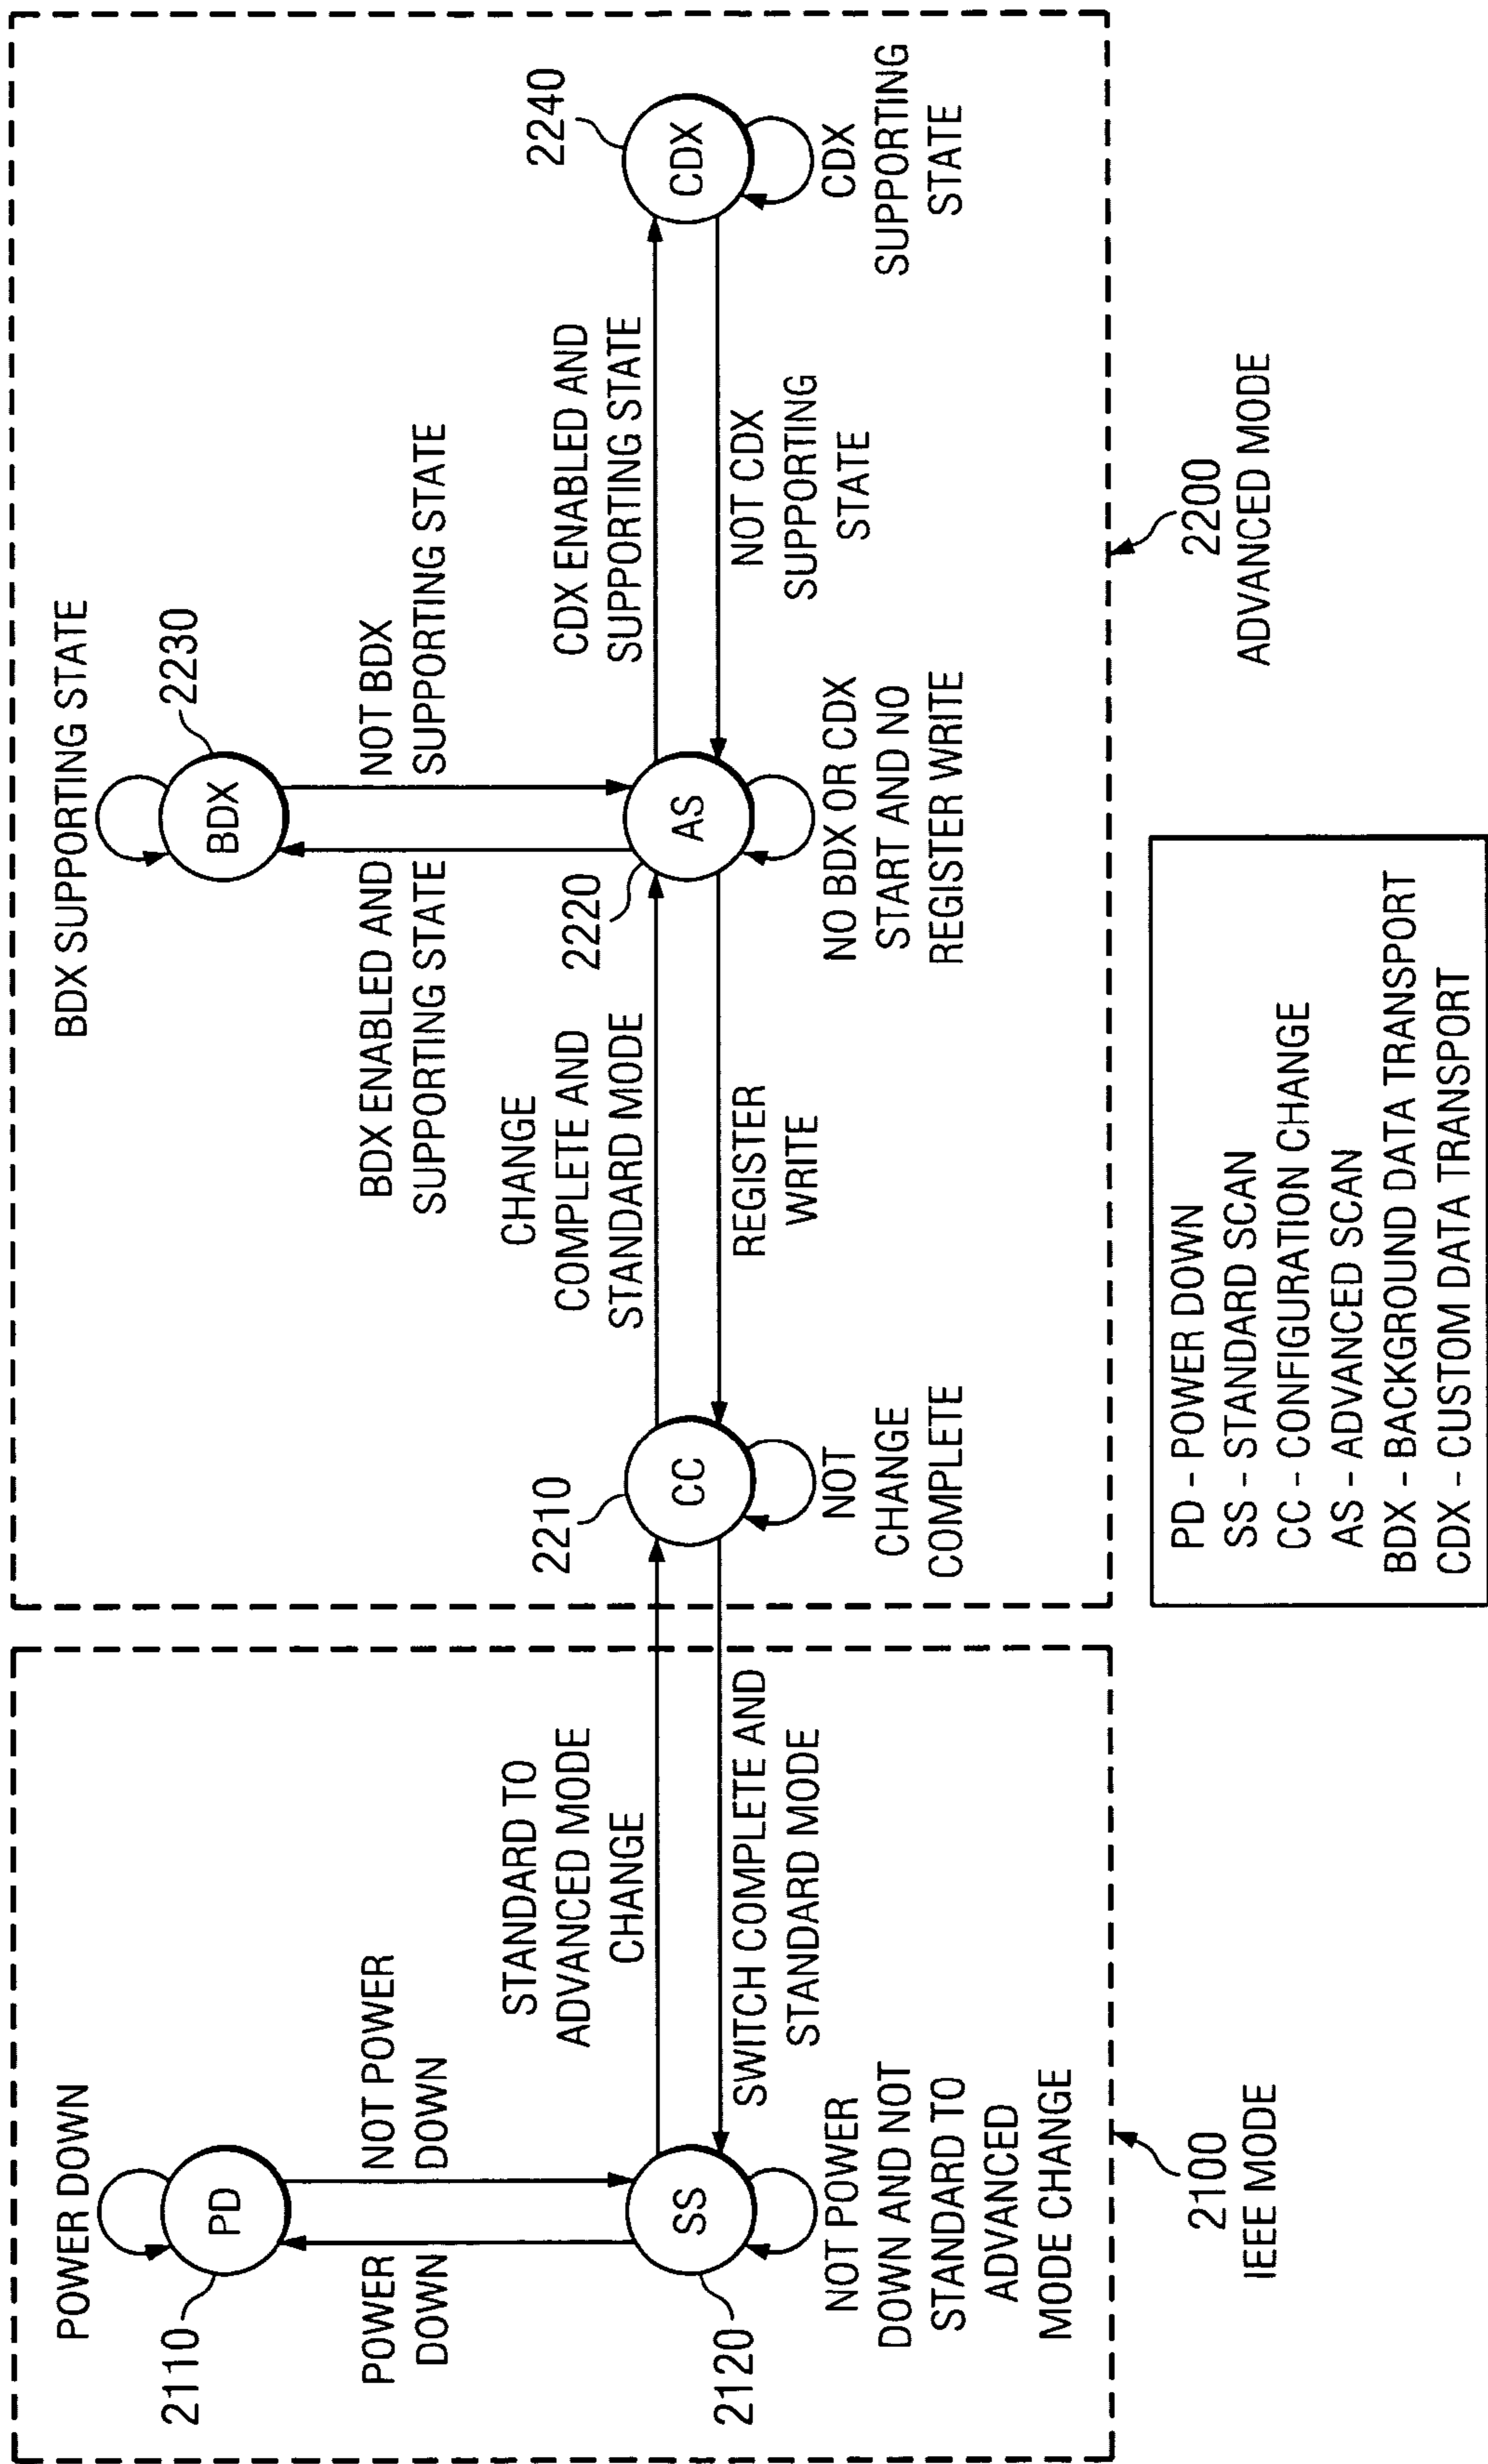 POWER DOWN
2110
PD
POWER
DOWN
NOT POWER
DOWN
SS
2120
NOT POWER
DOWN AND NOT
STANDARD TO
ADVANCED
MODE CHANGE
2100
IEEE MODE
STANDARD TO
ADVANCED MODE
CHANGE
SWITCH COMPLETE AND
STANDARD MODE
2210
CC
NOT
CHANGE
COMPLETE
CHANGE
COMPLETE AND
STANDARD MODE
REGISTER
WRITE
BDX SUPPORTING STATE
BDX
2230
BDX ENABLED AND
SUPPORTING STATE
NOT BDX
SUPPORTING STATE
2220
AS
NO BDX OR CDX
START AND NO
REGISTER WRITE
CDX ENABLED AND
SUPPORTING STATE
NOT CDX
SUPPORTING
STATE
2240
CDX
CDX
SUPPORTING
STATE
2200
ADVANCED MODE
PD - POWER DOWN
SS - STANDARD SCAN
CC - CONFIGURATION CHANGE
AS - ADVANCED SCAN
BDX - BACKGROUND DATA TRANSPORT
CDX - CUSTOM DATA TRANSPORT